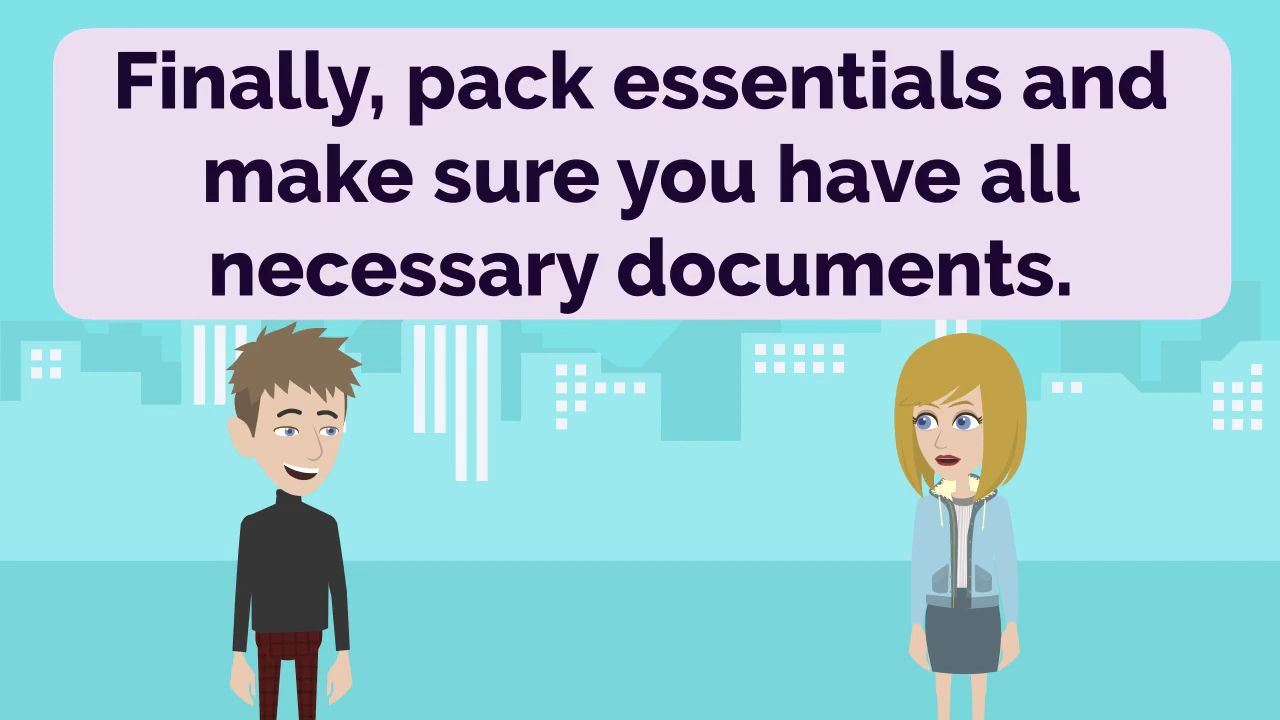 Finally, pack essentials and
make sure you have all
necessary documents.